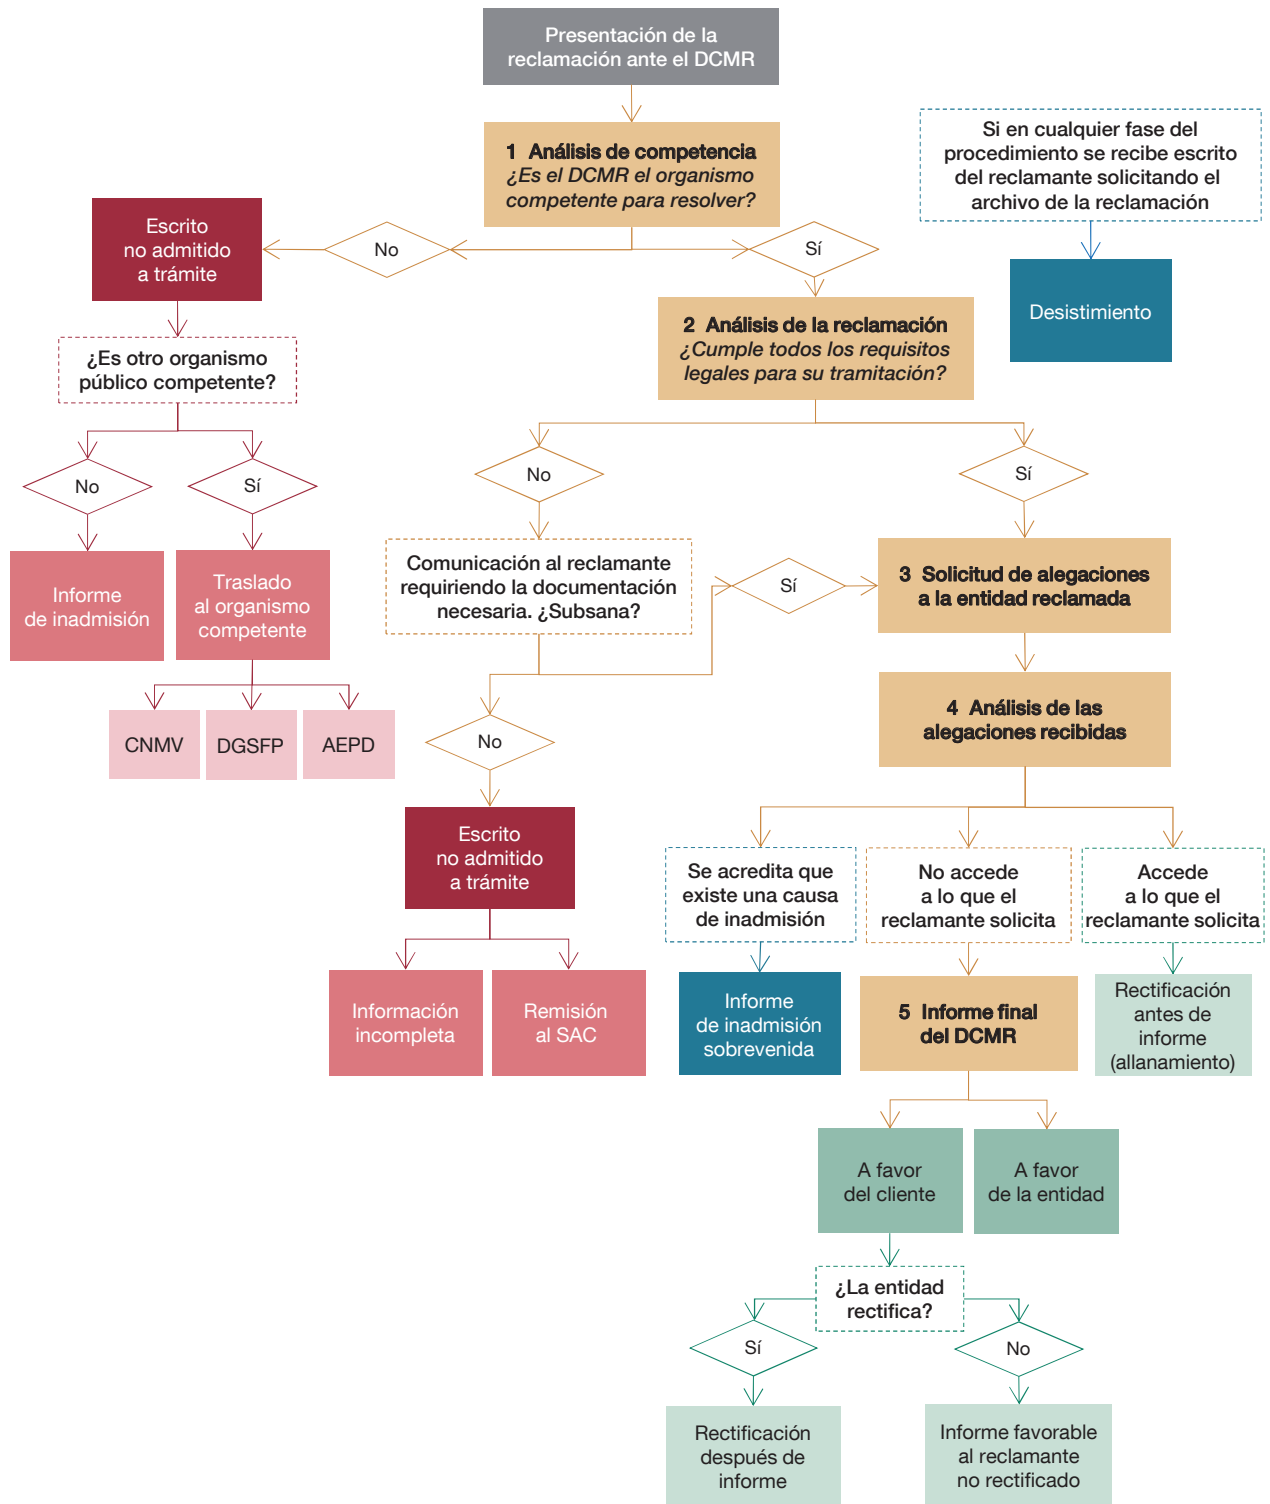 Presentación de la
reclamación ante el DCMR
1 Análisis de competencia
¿Es el DCMR el organismo
competente para resolver?
Si en cualquier fase del
procedimiento se recibe escrito
del reclamante solicitando el
archivo de la reclamación
Escrito
no admitido
a trámite
No
Sí
Desistimiento
2 Análisis de la reclamación
¿Cumple todos los requisitos
legales para su tramitación?
¿Es otro organismo
público competente?
No
Sí
No
Sí
Informe
de inadmisión
Traslado
al organismo
competente
Comunicación al reclamante
requiriendo la documentación
necesaria. ¿Subsana?
Sí
3 Solicitud de alegaciones
a la entidad reclamada
CNMV
DGSFP
AEPD
No
4 Análisis de las
alegaciones recibidas
Escrito
no admitido
a trámite
Se acredita que
existe una causa
de inadmisión
No accede
a lo que el
reclamante solicita
Accede
a lo que el
reclamante solicita
Información
incompleta
Remisión
al SAC
Informe
de inadmisión
sobrevenida
5 Informe final
del DCMR
Rectificación
antes de
informe
(allanamiento)
A favor
del cliente
A favor
de la entidad
¿La entidad
rectifica?
Sí
No
Rectificación
después de
informe
Informe favorable
al reclamante
no rectificado